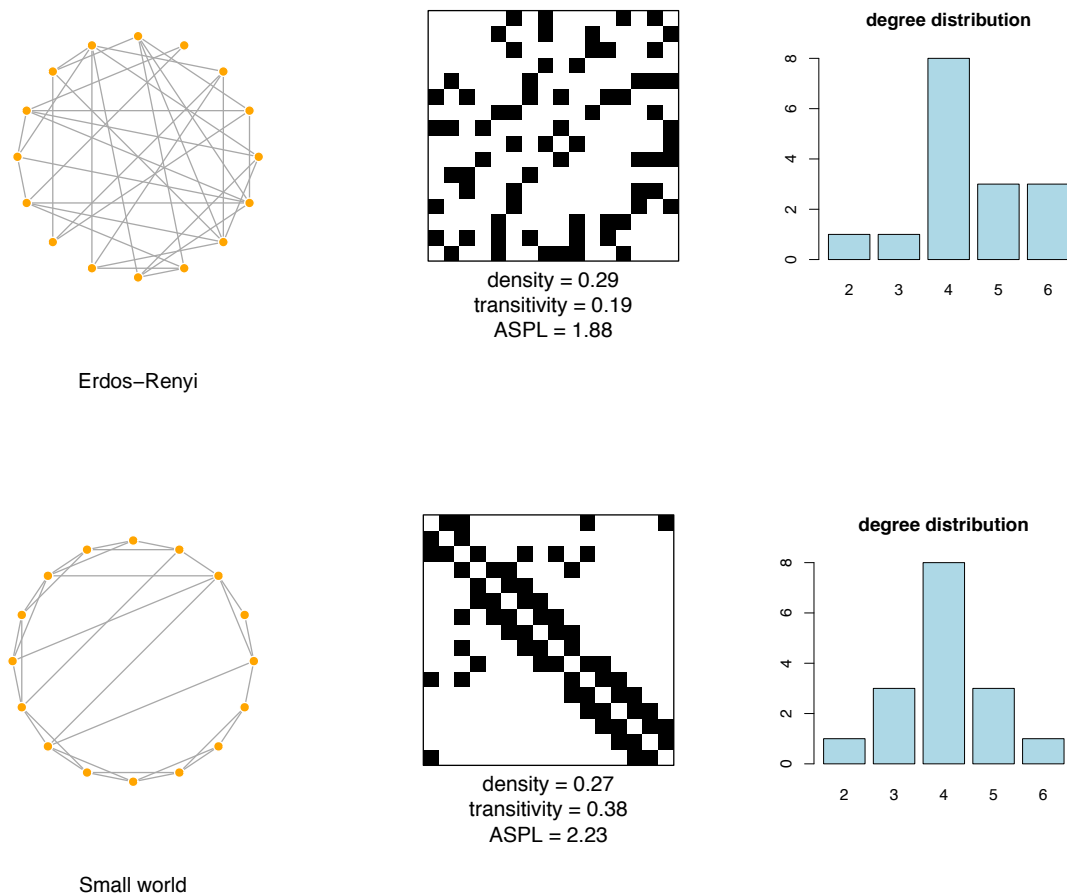 degree distribution
0 2 4 6 8
2 3 4 5 6
density = 0.29
transitivity = 0.19
ASPL = 1.88
Erdos−Renyi
degree distribution
0 2 4 6 8
2 3 4 5 6
density = 0.27
transitivity = 0.38
ASPL = 2.23
Small world